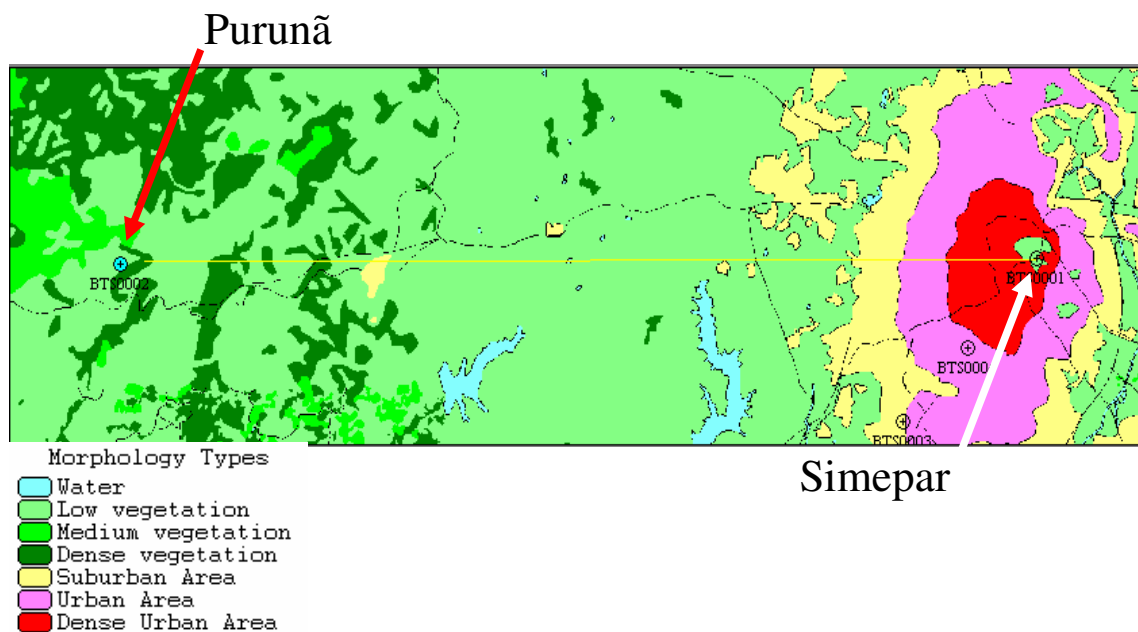 Purunã
BTS0002
BTS0001
BTS000
BTS0003
Simepar
Morphology Types
Water
Low vegetation
Medium vegetation
Dense vegetation
Suburban Area
Urban Area
Dense Urban Area